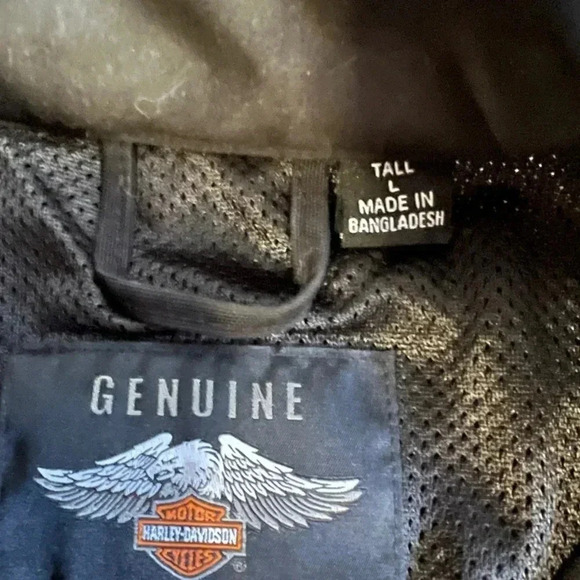 TALL
L
MADE IN
BANGLADESH
GENUINE
MOTOR
HARLEY-DAVIDSON
CYCLES